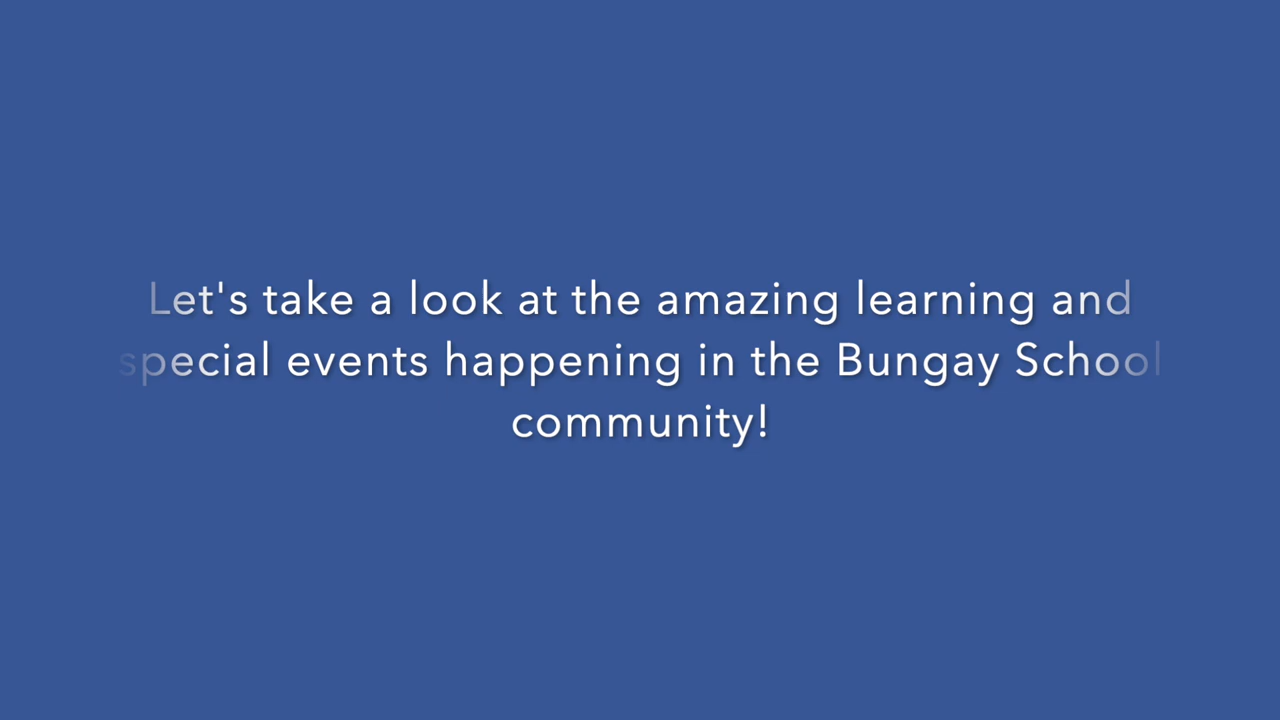 Let's take a look at the amazing learning and
special events happening in the Bungay School
community!